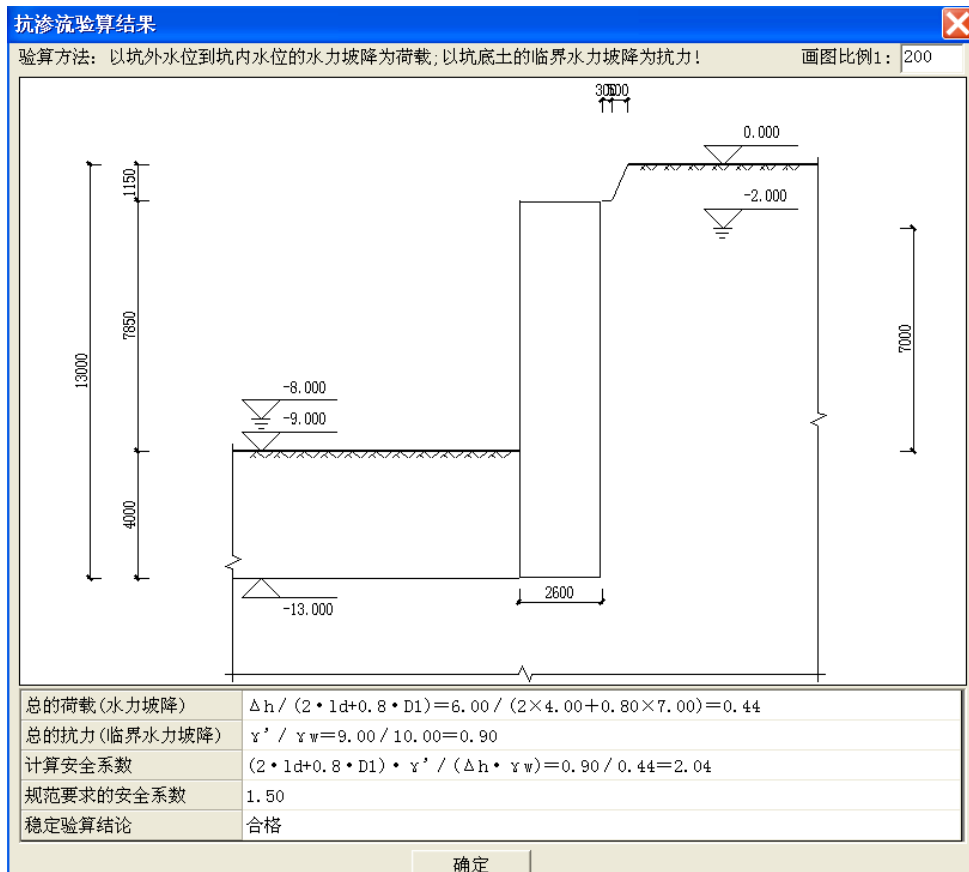 抗渗流验算结果
验算方法: 以坑外水位到坑内水位的水力坡降为荷载;以坑底土的临界水力坡降为抗力! 画图比例1: 200
0.000
1150
-2.000
7850
13000
7000
-8.000
-9.000
4000
2600
-13.000
总的荷载(水力坡降) Δh/(2•ld+0.8•D1)=6.00/(2×4.00+0.80×7.00)=0.44
总的抗力(临界水力坡降) γ'/γw=9.00/10.00=0.90
计算安全系数 (2•ld+0.8•D1)•γ'/(Δh•γw)=0.90/0.44=2.04
规范要求的安全系数 1.50
稳定验算结论 合格
确定